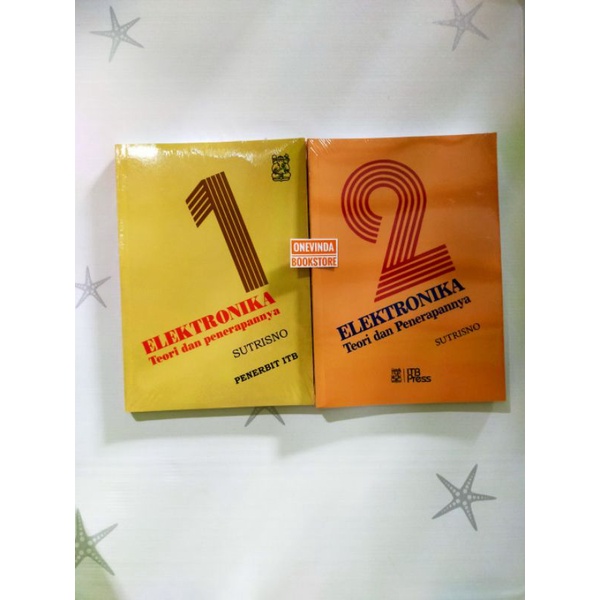 1
ELEKTRONIKA
Teori dan penerapannya
SUTRISNO
PENERBIT ITB
ONEVINDA
BOOKSTORE
2
ELEKTRONIKA
Teori dan Penerapannya
SUTRISNO
ITB
Press